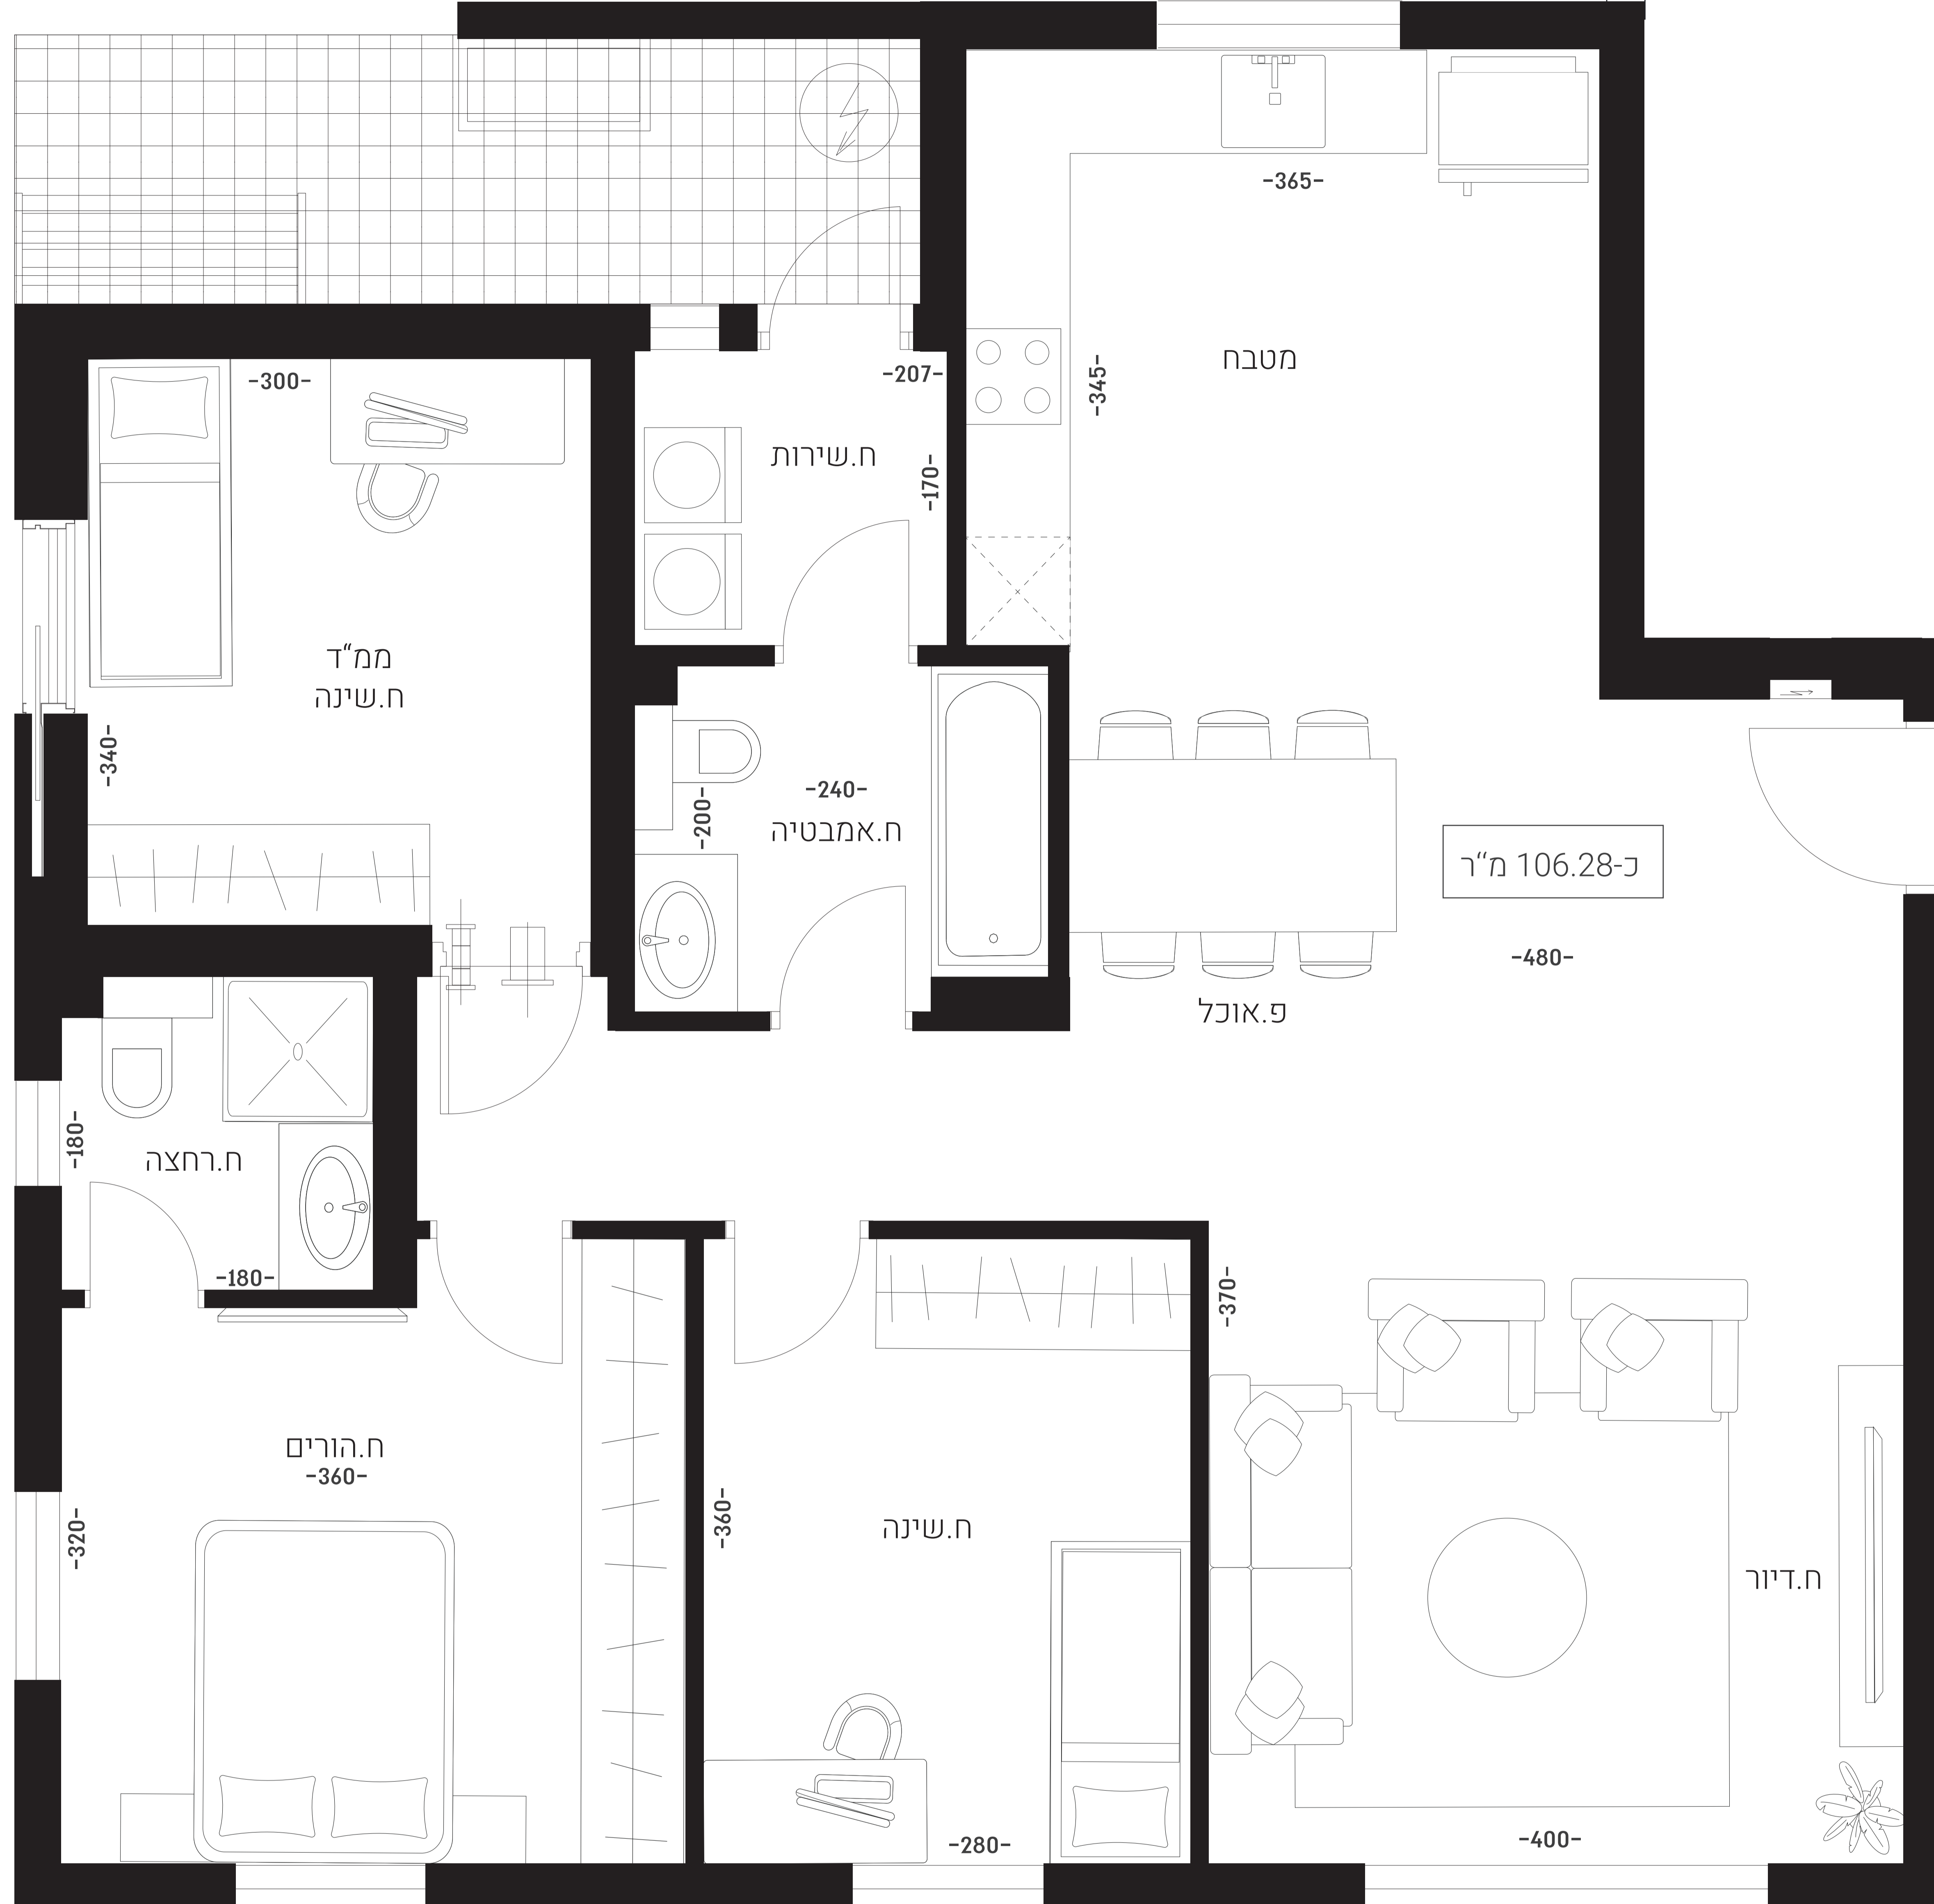 -365-
מטבח
-345-
-300-
-207-
ח.שירות
-170-
ממ"ד
ח.שינה
-340-
-240-
ח.אמבטיה
-200-
כ-106.28 מ"ר
-480-
פ.אוכל
-180-
ח.רחצה
-180-
-370-
ח.הורים
-360-
-320-
-360-
ח.שינה
-280-
ח.דיור
-400-